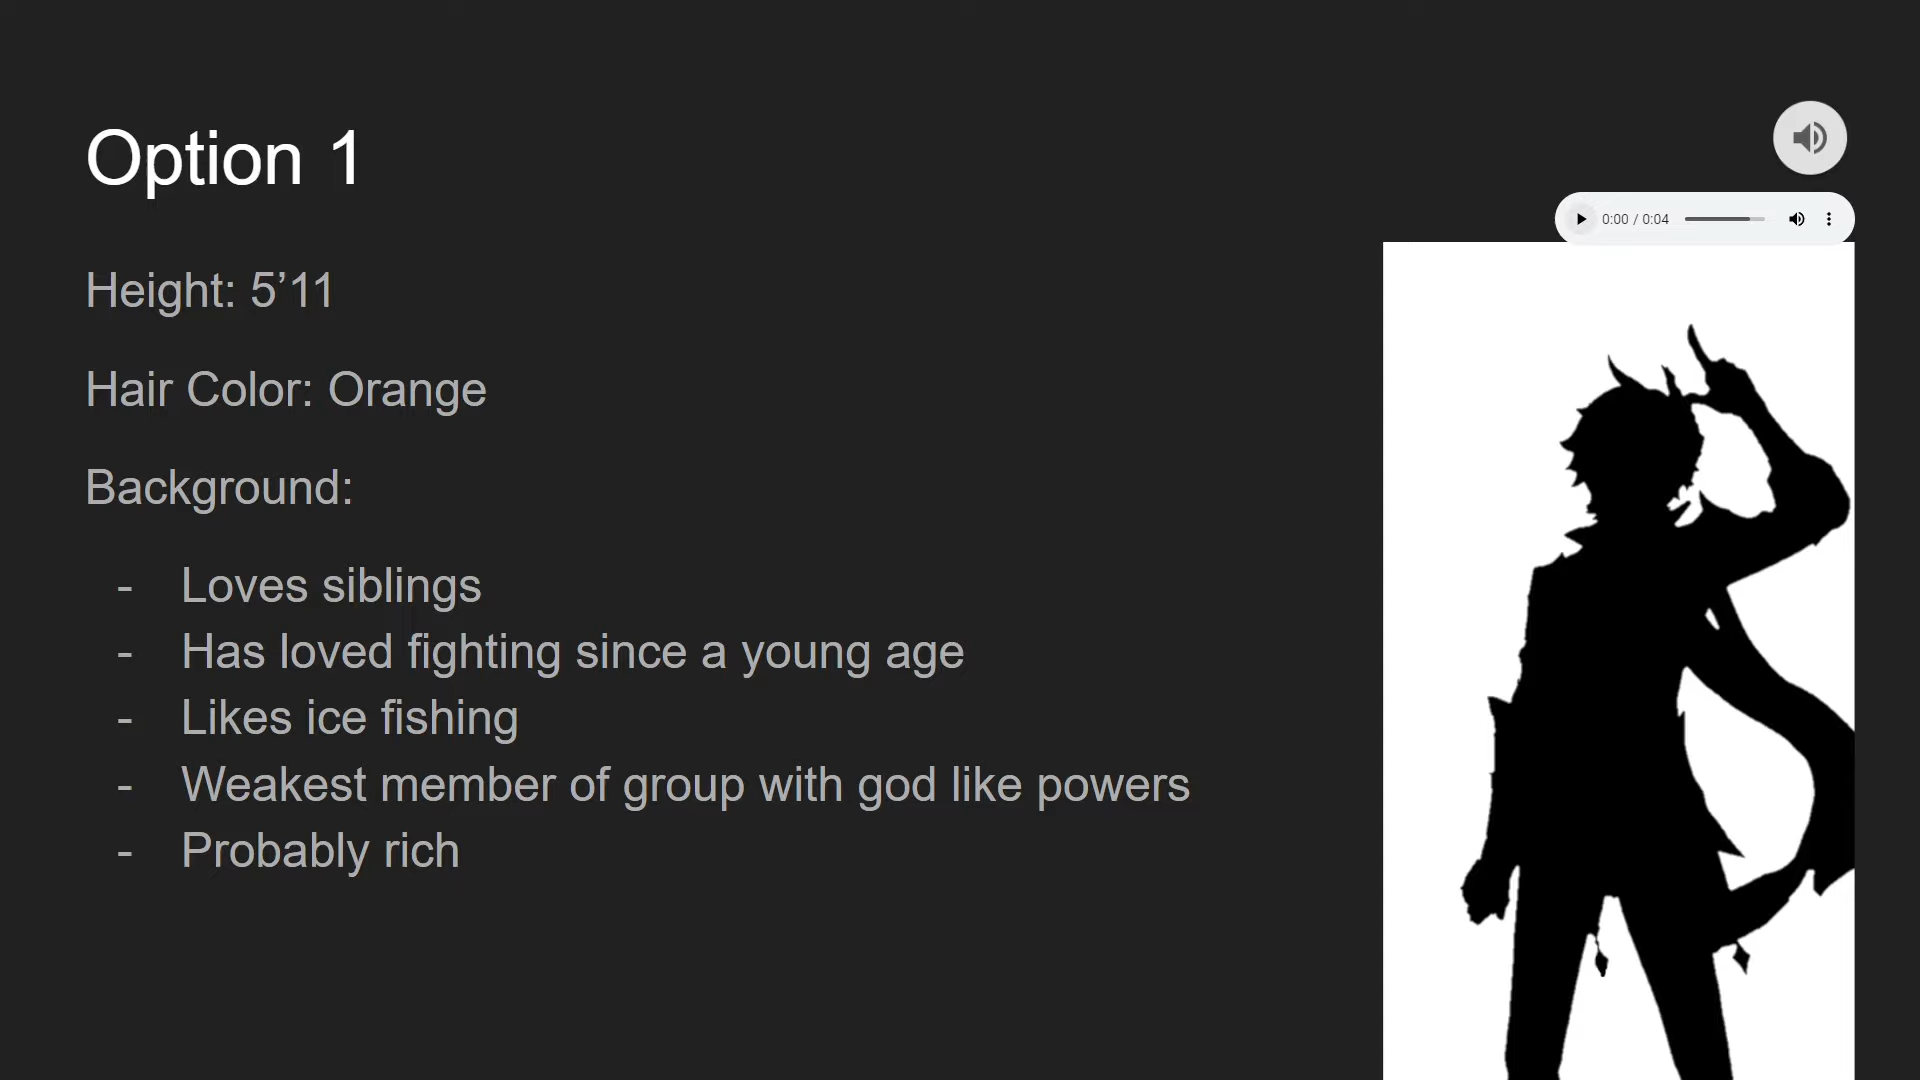 Option 1
0:00 / 0:04
Height: 5’11
Hair Color: Orange
Background:
- Loves siblings
- Has loved fighting since a young age
- Likes ice fishing
- Weakest member of group with god like powers
- Probably rich